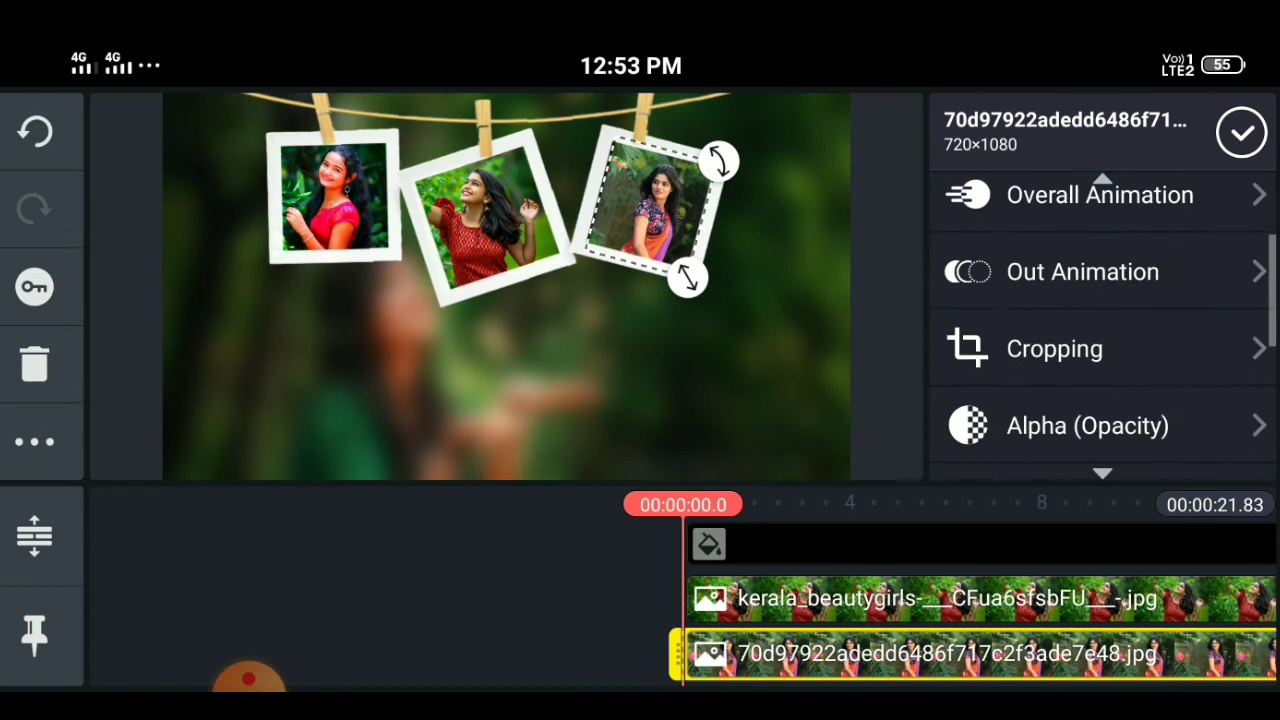 4G 4G
12:53 PM
Vo)) 1
LTE2
55
70d97922adedd6486f71...
720×1080
Overall Animation
Out Animation
Cropping
Alpha (Opacity)
00:00:00.0
4
8
00:00:21.83
kerala_beautygirls-___CFua6sfsbFU___-.jpg
70d97922adedd6486f717c2f3ade7e48.jpg